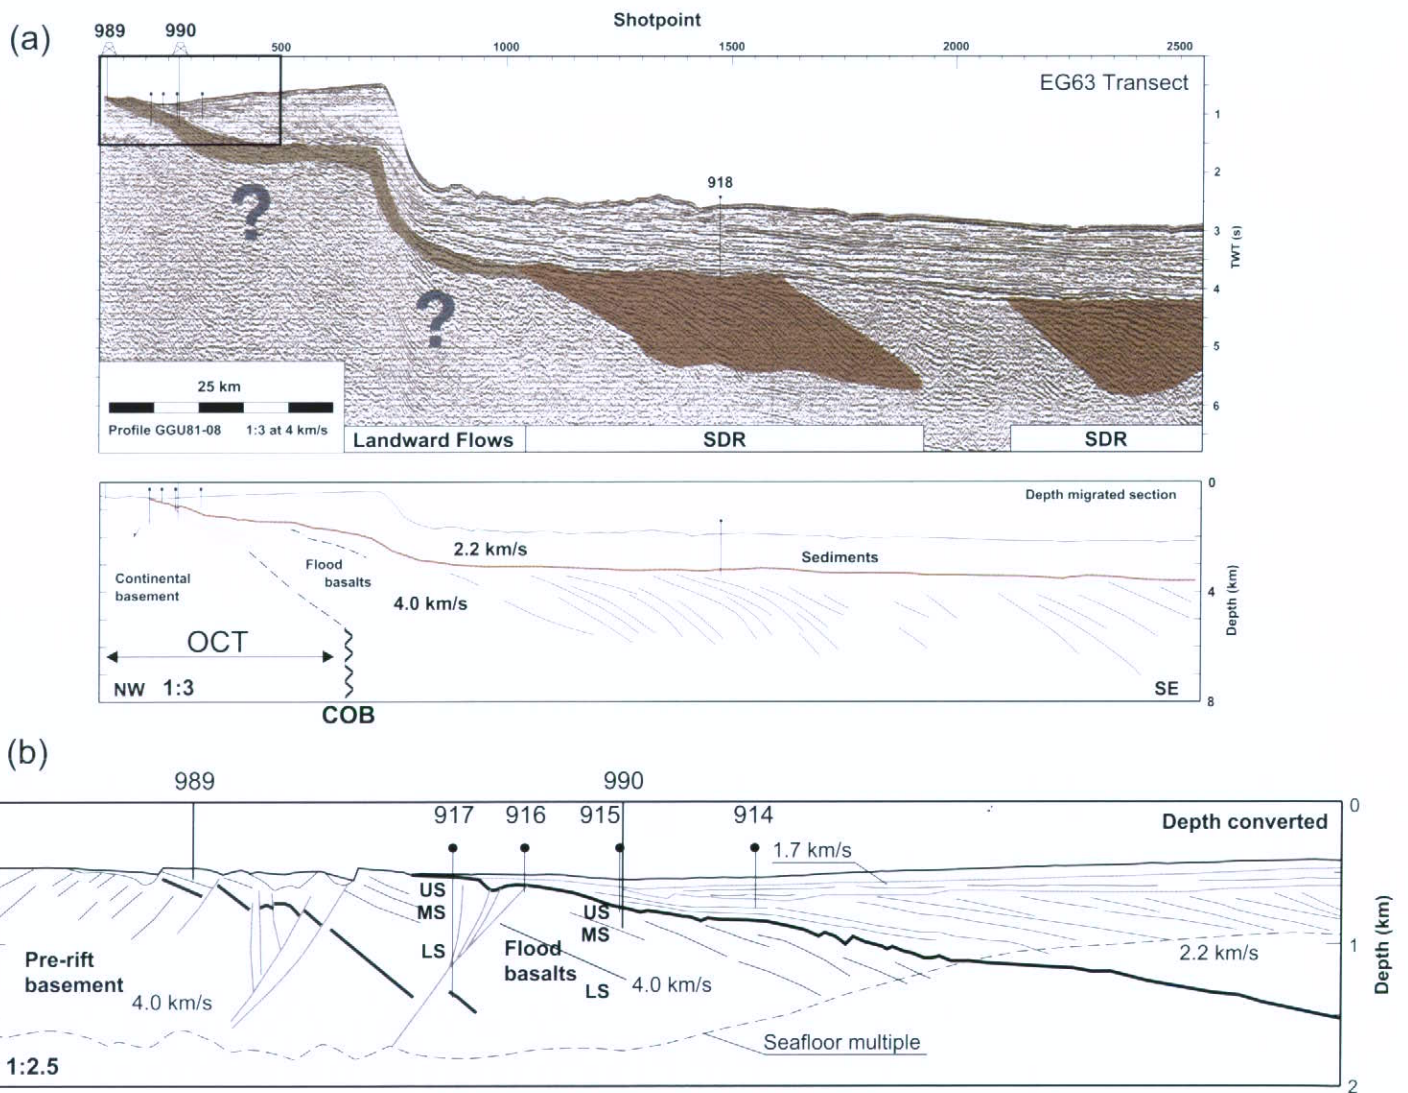 (a)
Shotpoint
989 990 500 1000 1500 2000 2500
EG63 Transect
1
2
918
?
3
TWT (s)
4
?
5
25 km
6
Profile GGU81-08 1:3 at 4 km/s
Landward Flows SDR SDR
0
Depth migrated section
2.2 km/s
Sediments
Flood
basalts
Continental
basement
4.0 km/s
4
Depth (km)
OCT
NW 1:3
SE
8
COB
(b)
989 990
917 916 915 914
0
Depth converted
1.7 km/s
US
MS
US
MS
LS
Flood
basalts
Pre-rift
basement
4.0 km/s
LS
4.0 km/s
2.2 km/s
1
Depth (km)
Seafloor multiple
1:2.5
2